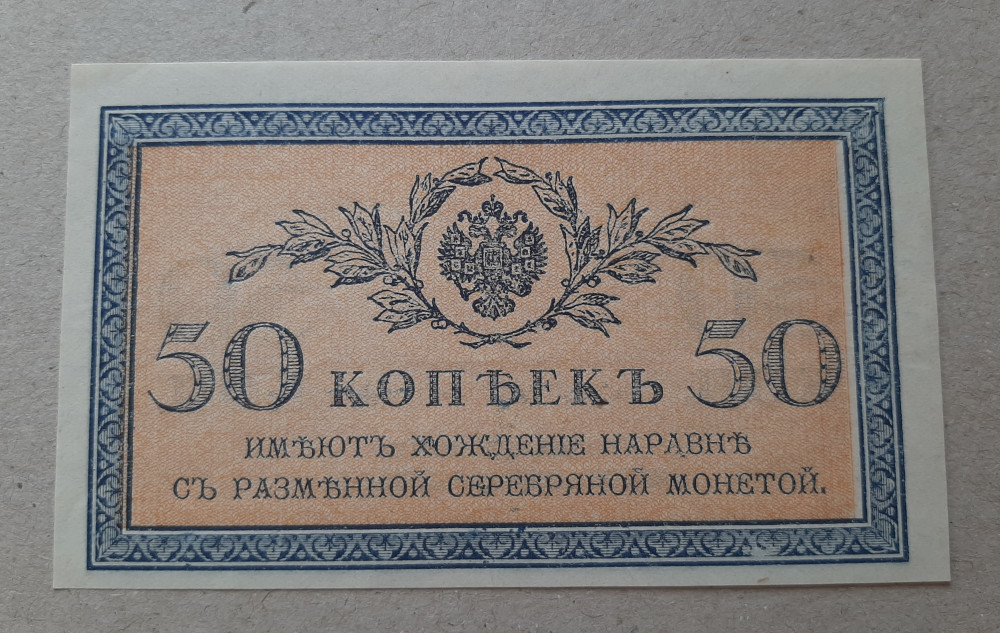 50 КОПѢЕКЪ 50
ИМѢЮТЪ ХОЖДЕНІЕ НАРАВНѢ
СЪ РАЗМѢННОЙ СЕРЕБРЯНОЙ МОНЕТОЙ.